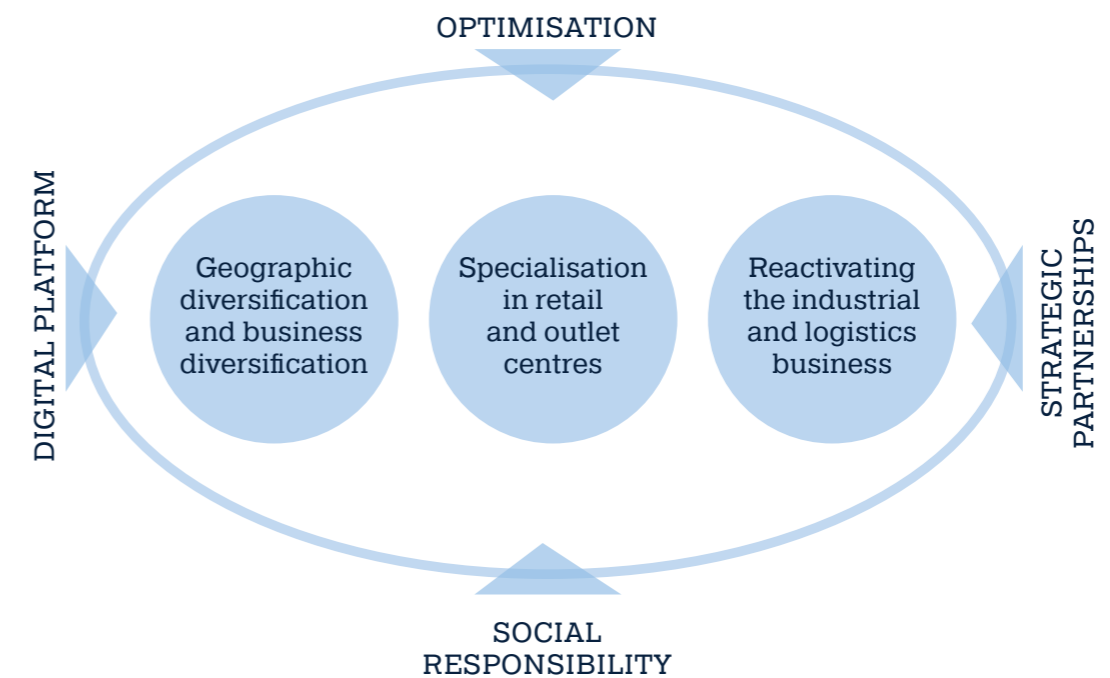 OPTIMISATION
DIGITAL PLATFORM
Geographic
diversification
and business
diversification
Specialisation
in retail
and outlet
centres
Reactivating
the industrial
and logistics
business
STRATEGIC
PARTNERSHIPS
SOCIAL
RESPONSIBILITY